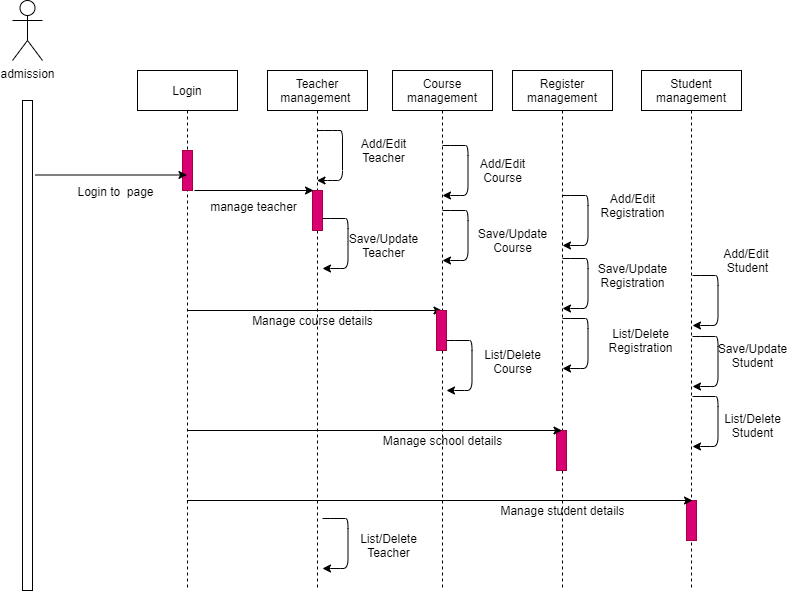 admission
Login
Teacher
management
Course
management
Register
management
Student
management
Add/Edit
Teacher
Add/Edit
Course
Login to page
manage teacher
Add/Edit
Registration
Save/Update
Teacher
Save/Update
Course
Add/Edit
Student
Save/Update
Registration
Manage course details
List/Delete
Registration
List/Delete
Course
Save/Update
Student
List/Delete
Student
Manage school details
Manage student details
List/Delete
Teacher